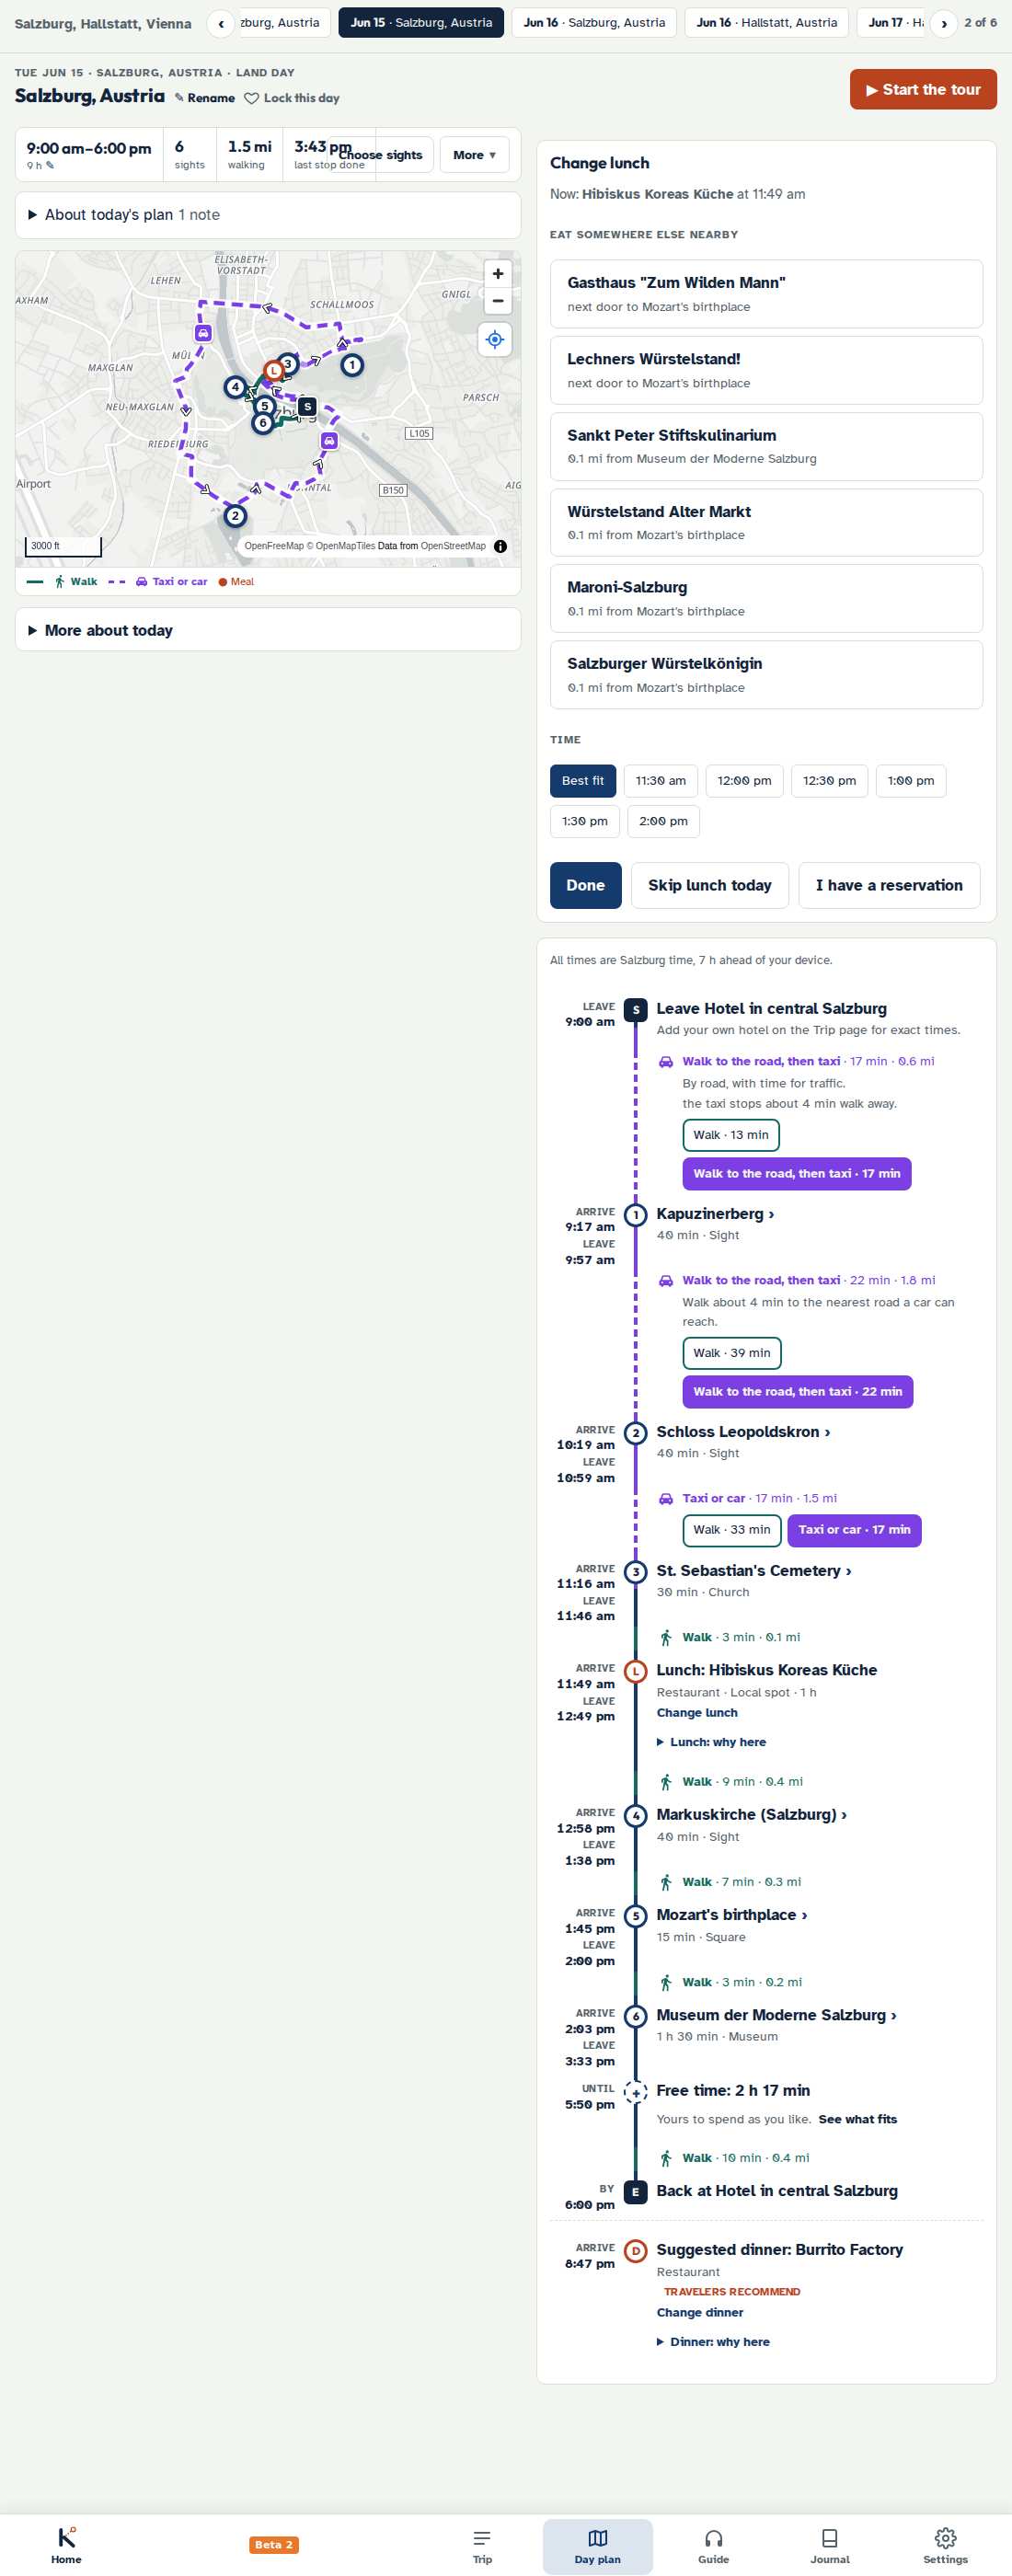 Salzburg, Hallstatt, Vienna
‹
zburg, Austria
Jun 15 · Salzburg, Austria
Jun 16 · Salzburg, Austria
Jun 16 · Hallstatt, Austria
Jun 17 · Ha
›
2 of 6
TUE JUN 15 · SALZBURG, AUSTRIA · LAND DAY
Salzburg, Austria ✎ Rename ♡ Lock this day
▶ Start the tour
9:00 am–6:00 pm
9 h ✎
6
sights
1.5 mi
walking
3:43 pm
last stop done
Choose sights
More ▾
▶ About today's plan 1 note
ELISABETH-
VORSTADT
LEHEN
GNIGL
AXHAM
SCHALLMOOS
MAXGLAN
NEU-MAXGLAN
PARSCH
L105
Airport
B150
AIG
1
2
3
4
5
6
L
S
+
−
3000 ft
OpenFreeMap © OpenMapTiles Data from OpenStreetMap
Walk
Taxi or car
Meal
▶ More about today
Change lunch
Now: Hibiskus Koreas Küche at 11:49 am
EAT SOMEWHERE ELSE NEARBY
Gasthaus "Zum Wilden Mann"
next door to Mozart's birthplace
Lechners Würstelstand!
next door to Mozart's birthplace
Sankt Peter Stiftskulinarium
0.1 mi from Museum der Moderne Salzburg
Würstelstand Alter Markt
0.1 mi from Mozart's birthplace
Maroni-Salzburg
0.1 mi from Mozart's birthplace
Salzburger Würstelkönigin
0.1 mi from Mozart's birthplace
TIME
Best fit
11:30 am
12:00 pm
12:30 pm
1:00 pm
1:30 pm
2:00 pm
Done
Skip lunch today
I have a reservation
All times are Salzburg time, 7 h ahead of your device.
LEAVE
9:00 am
S
Leave Hotel in central Salzburg
Add your own hotel on the Trip page for exact times.
Walk to the road, then taxi · 17 min · 0.6 mi
By road, with time for traffic.
the taxi stops about 4 min walk away.
Walk · 13 min
Walk to the road, then taxi · 17 min
ARRIVE
9:17 am
LEAVE
9:57 am
1
Kapuzinerberg ›
40 min · Sight
Walk to the road, then taxi · 22 min · 1.8 mi
Walk about 4 min to the nearest road a car can
reach.
Walk · 39 min
Walk to the road, then taxi · 22 min
ARRIVE
10:19 am
LEAVE
10:59 am
2
Schloss Leopoldskron ›
40 min · Sight
Taxi or car · 17 min · 1.5 mi
Walk · 33 min
Taxi or car · 17 min
ARRIVE
11:16 am
LEAVE
11:46 am
3
St. Sebastian's Cemetery ›
30 min · Church
Walk · 3 min · 0.1 mi
ARRIVE
11:49 am
LEAVE
12:49 pm
L
Lunch: Hibiskus Koreas Küche
Restaurant · Local spot · 1 h
Change lunch
▶ Lunch: why here
Walk · 9 min · 0.4 mi
ARRIVE
12:58 pm
LEAVE
1:38 pm
4
Markuskirche (Salzburg) ›
40 min · Sight
Walk · 7 min · 0.3 mi
ARRIVE
1:45 pm
LEAVE
2:00 pm
5
Mozart's birthplace ›
15 min · Square
Walk · 3 min · 0.2 mi
ARRIVE
2:03 pm
LEAVE
3:33 pm
6
Museum der Moderne Salzburg ›
1 h 30 min · Museum
UNTIL
5:50 pm
+
Free time: 2 h 17 min
Yours to spend as you like. See what fits
Walk · 10 min · 0.4 mi
BY
6:00 pm
E
Back at Hotel in central Salzburg
ARRIVE
8:47 pm
D
Suggested dinner: Burrito Factory
Restaurant
TRAVELERS RECOMMEND
Change dinner
▶ Dinner: why here
Home
Beta 2
Trip
Day plan
Guide
Journal
Settings